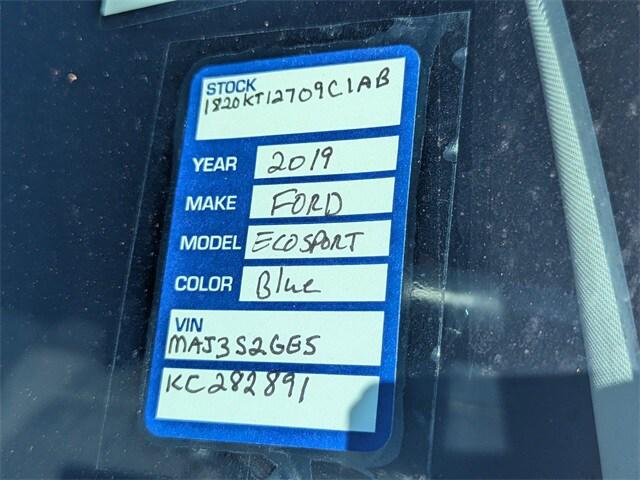 STOCK
1820KT12709C1AB
YEAR 2019
MAKE FORD
MODEL ECOSPORT
COLOR Blue
VIN
MAJ3S2GE5
KC282891